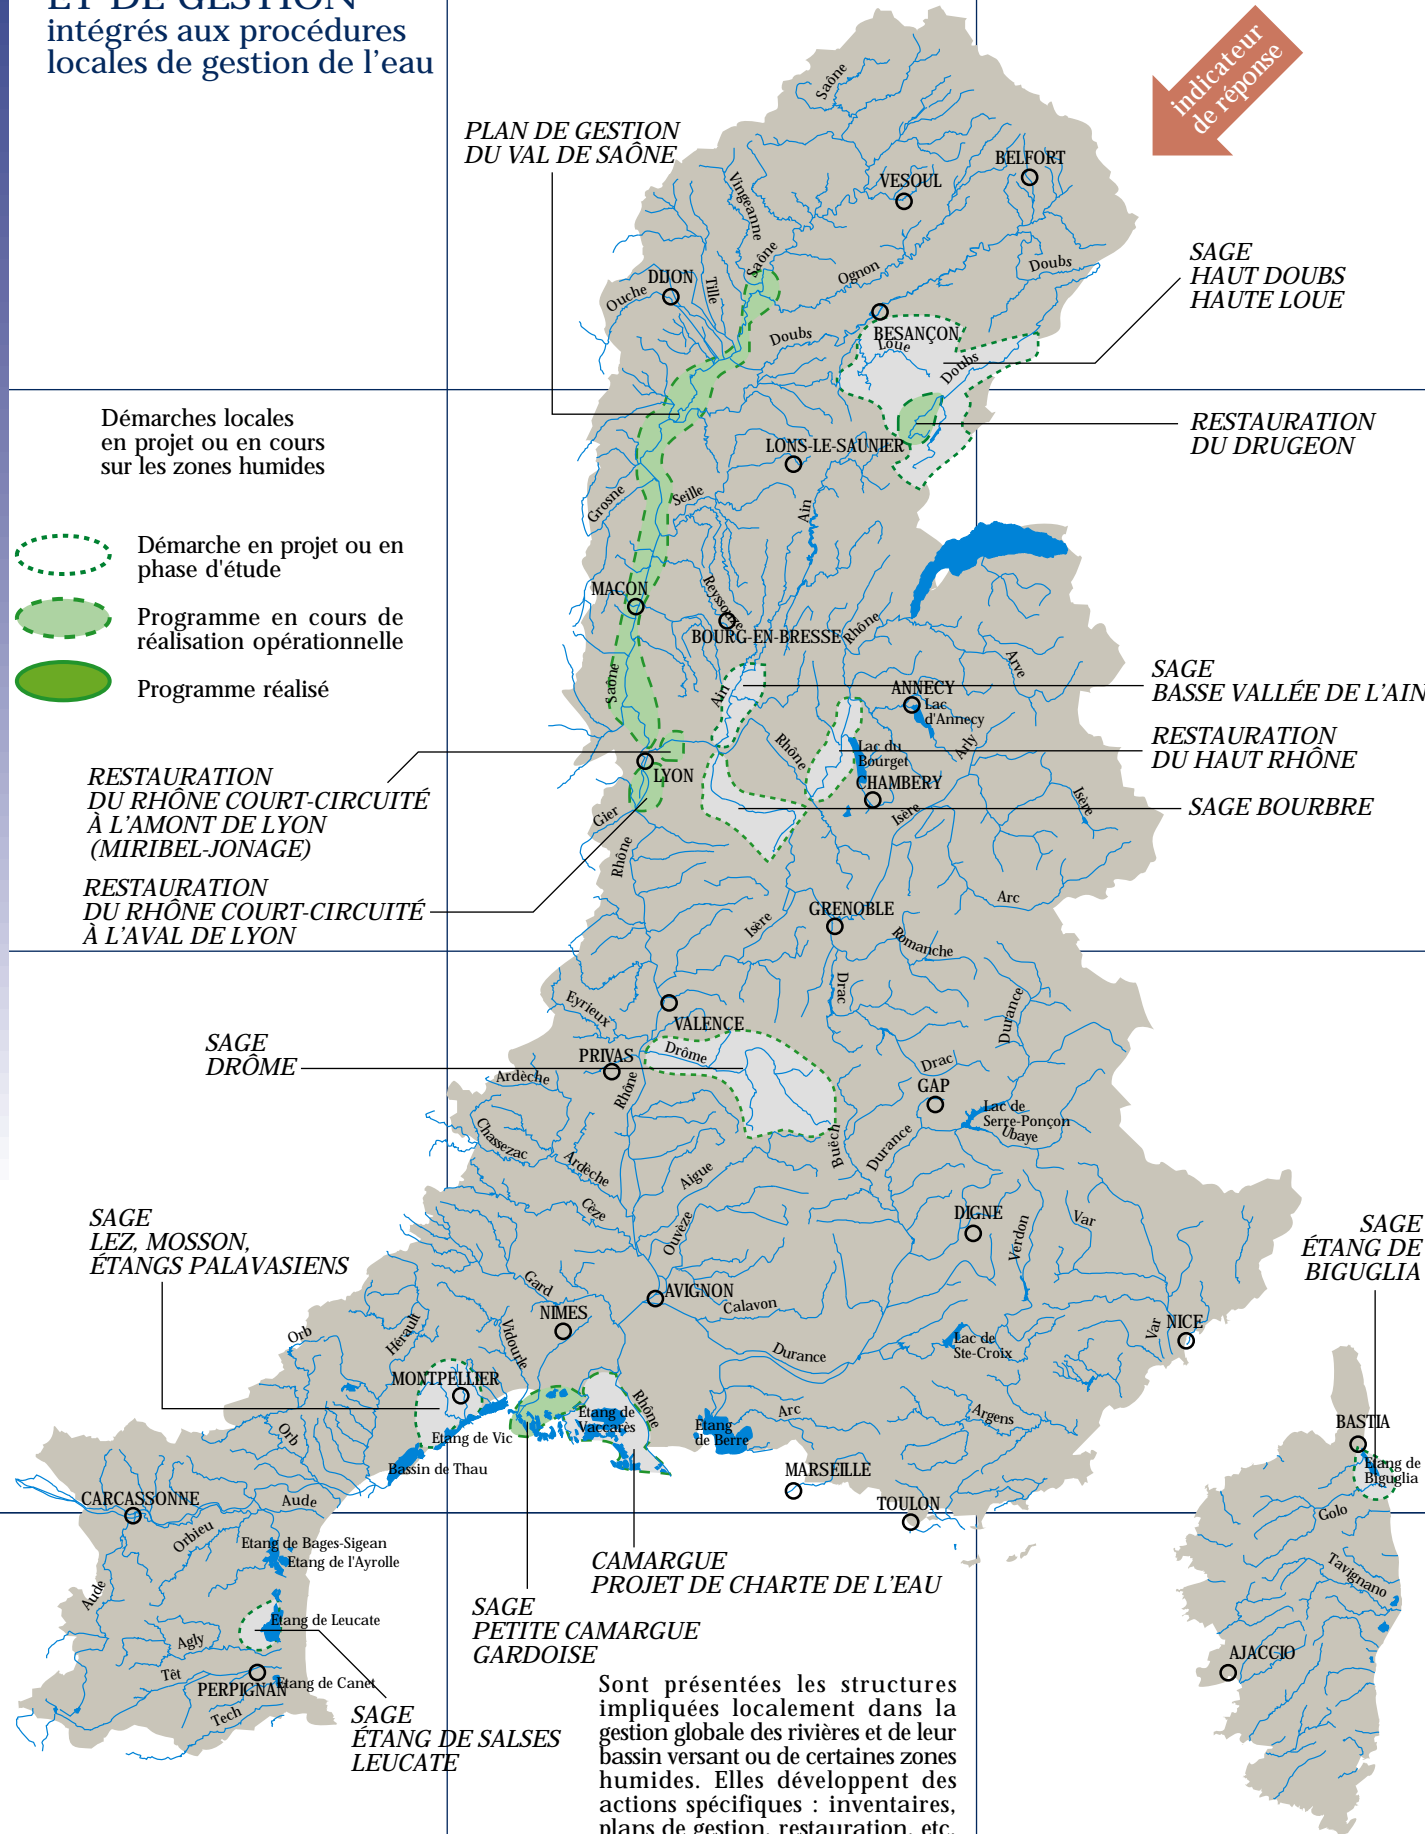 ET DE GESTION
intégrés aux procédures
locales de gestion de l'eau
indicateur
de réponse
PLAN DE GESTION
DU VAL DE SAÔNE
SAGE
HAUT DOUBS
HAUTE LOUE
RESTAURATION
DU DRUGEON
Démarches locales
en projet ou en cours
sur les zones humides
Démarche en projet ou en
phase d'étude
Programme en cours de
réalisation opérationnelle
Programme réalisé
SAGE
BASSE VALLÉE DE L'AIN
RESTAURATION
DU HAUT RHÔNE
SAGE BOURBRE
RESTAURATION
DU RHÔNE COURT-CIRCUITÉ
À L'AMONT DE LYON
(MIRIBEL-JONAGE)
RESTAURATION
DU RHÔNE COURT-CIRCUITÉ
À L'AVAL DE LYON
SAGE
DRÔME
SAGE
LEZ, MOSSON,
ÉTANGS PALAVASIENS
SAGE
ÉTANG DE
BIGUGLIA
CAMARGUE
PROJET DE CHARTE DE L'EAU
SAGE
PETITE CAMARGUE
GARDOISE
SAGE
ÉTANG DE SALSES
LEUCATE
Saône
BELFORT
VESOUL
Vingeanne
Saône
DIJON
Tille
Ouche
Ognon
Doubs
Doubs
BESANÇON
Loue
Doubs
LONS-LE-SAUNIER
Grosne
Seille
Ain
MACON
Reyssouze
BOURG-EN-BRESSE
Rhône
Arve
Saône
Ain
ANNECY
Lac
d'Annecy
Rhône
Lac du
Bourget
Arly
LYON
CHAMBERY
Isère
Isère
Gier
Rhône
Arc
GRENOBLE
Isère
Romanche
Drac
Eyrieux
Durance
VALENCE
Drôme
PRIVAS
Ardèche
Rhône
Drac
GAP
Lac de
Serre-Ponçon
Ubaye
Chassezac
Ardèche
Buëch
Durance
Aigue
Cèze
Ouvèze
DIGNE
Verdon
Var
Gard
AVIGNON
Calavon
NIMES
Vidourle
Orb
Hérault
Durance
Lac de
Ste-Croix
Var
NICE
MONTPELLIER
Rhône
Etang de
Vaccarès
Etang
de Berre
Arc
Argens
Orb
Etang de Vic
Bassin de Thau
MARSEILLE
TOULON
BASTIA
Etang de
Biguglia
Golo
Tavignano
AJACCIO
CARCASSONNE
Aude
Orbieu
Etang de Bages-Sigean
Etang de l'Ayrolle
Aude
Etang de Leucate
Agly
Têt
PERPIGNAN
Etang de Canet
Tech
Sont présentées les structures
impliquées localement dans la
gestion globale des rivières et de leur
bassin versant ou de certaines zones
humides. Elles développent des
actions spécifiques : inventaires,
plans de gestion, restauration, etc.